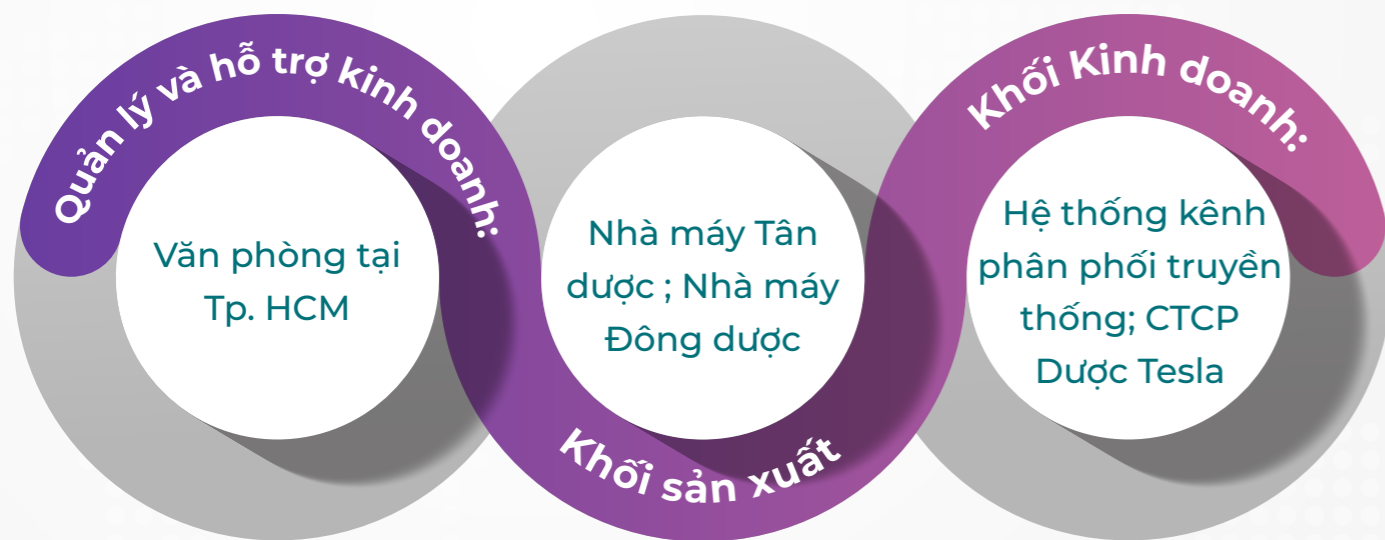 Quản lý và hỗ trợ kinh doanh:
Văn phòng tại
Tp. HCM
Khối sản xuất
Nhà máy Tân
dược ; Nhà máy
Đông dược
Khối Kinh doanh:
Hệ thống kênh
phân phối truyền
thống; CTCP
Dược Tesla